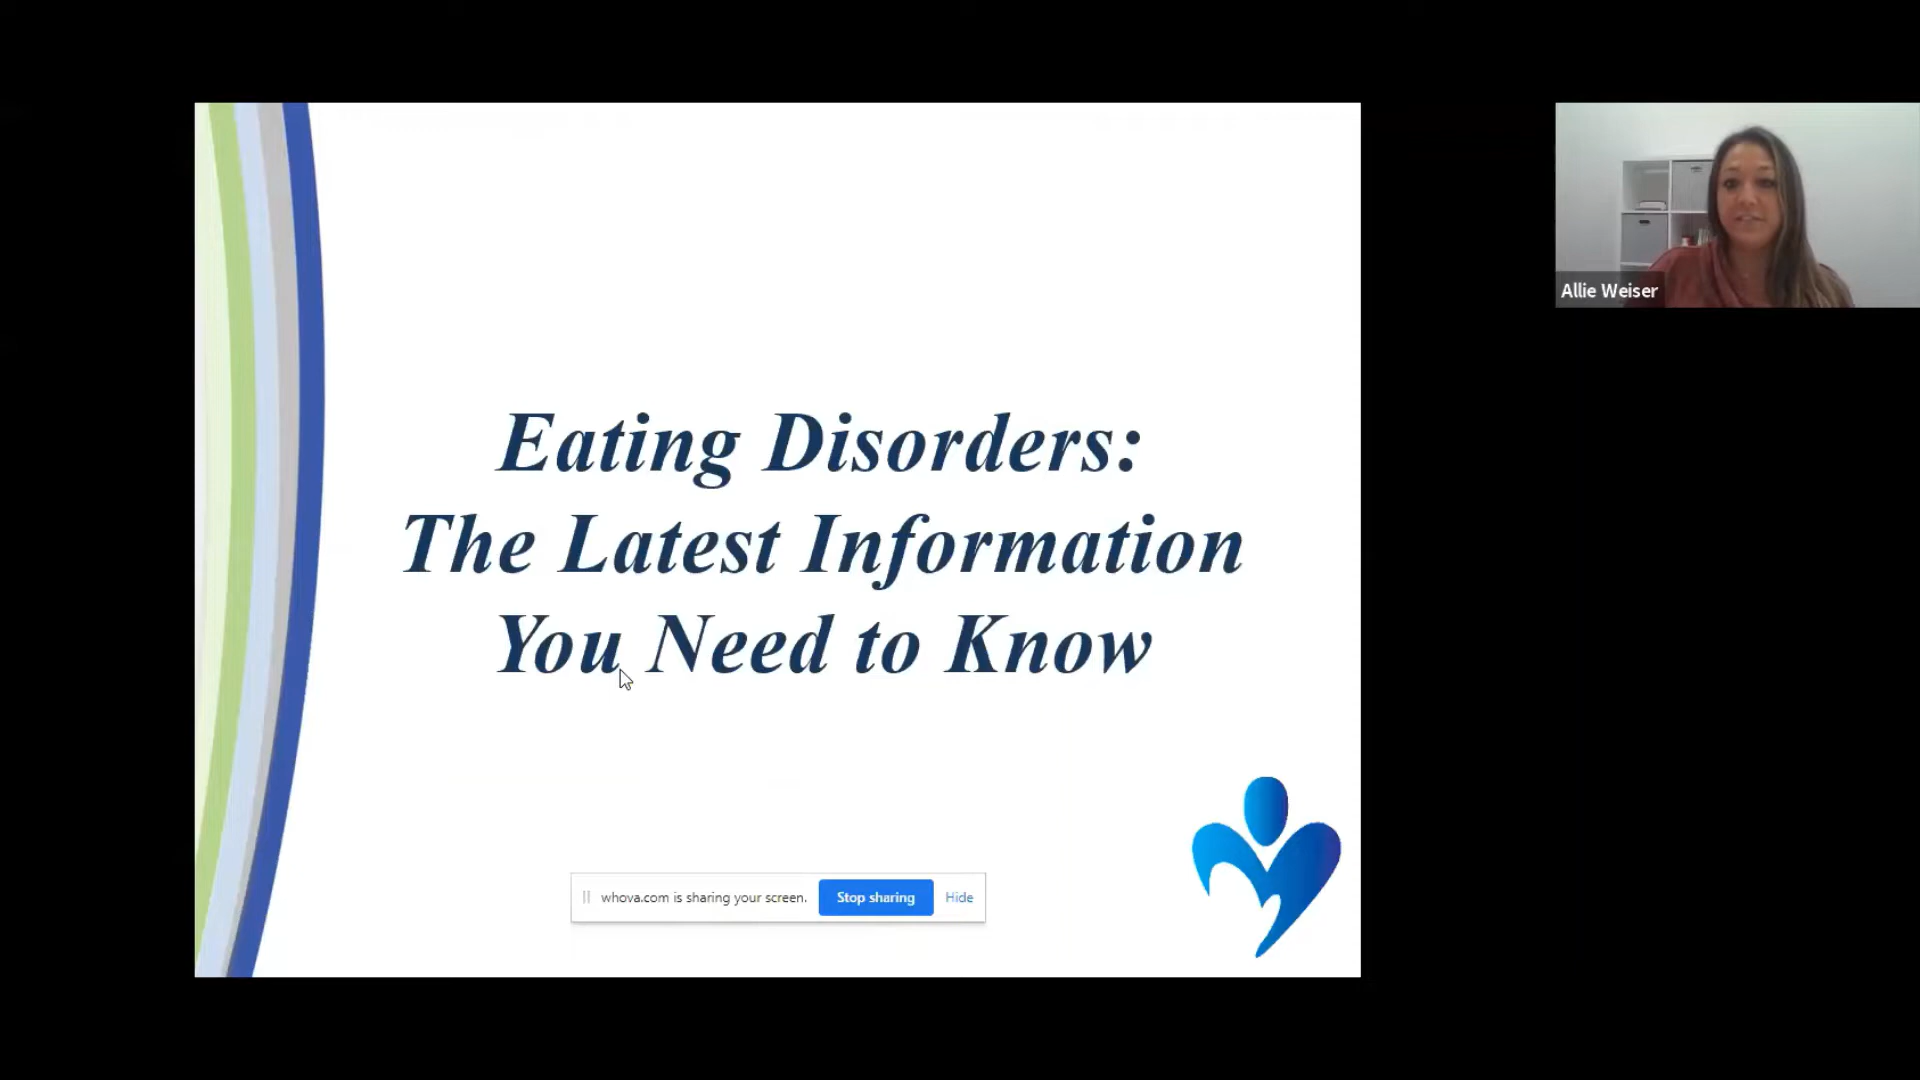 Eating Disorders:
The Latest Information
You Need to Know
whova.com is sharing your screen.
Stop sharing
Hide
Allie Weiser